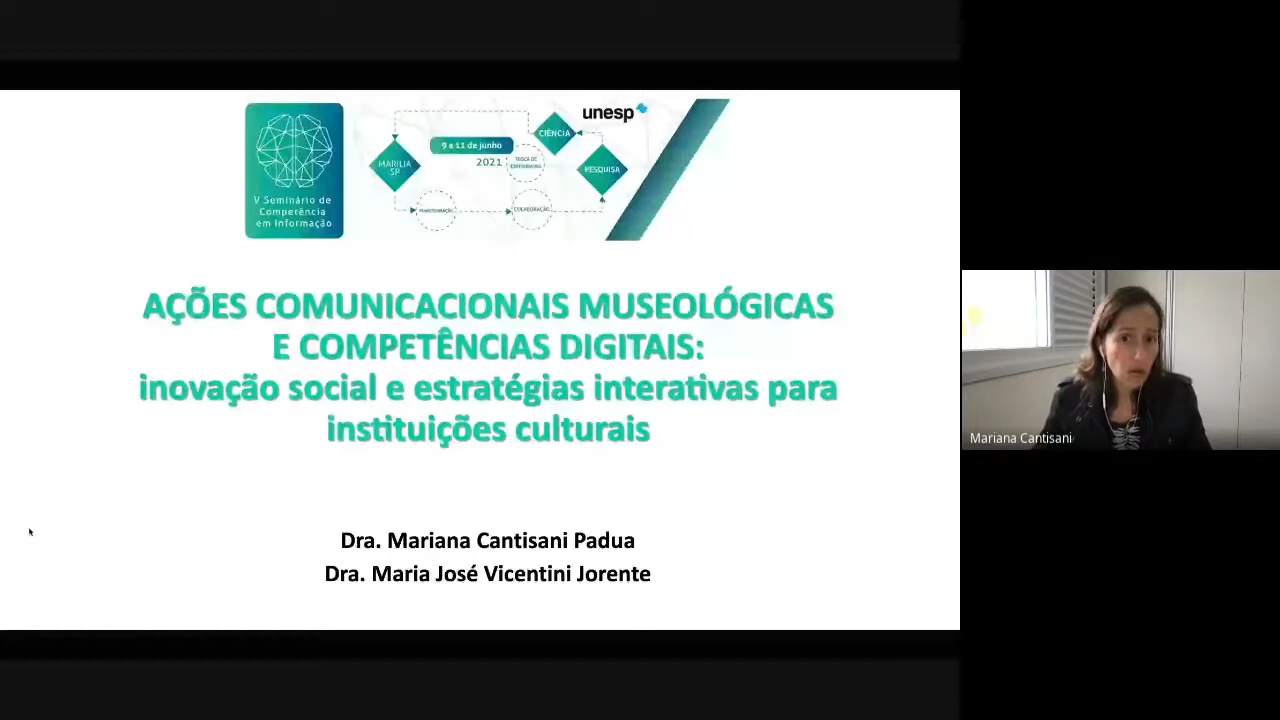 V Seminário de
Competência
em Informação
MARÍLIA
SP
9 a 11 de junho
2021
CIÊNCIA
unesp
PESQUISA
COLABORAÇÃO
AÇÕES COMUNICACIONAIS MUSEOLÓGICAS
E COMPETÊNCIAS DIGITAIS:
inovação social e estratégias interativas para
instituições culturais
Dra. Mariana Cantisani Padua
Dra. Maria José Vicentini Jorente
Mariana Cantisani